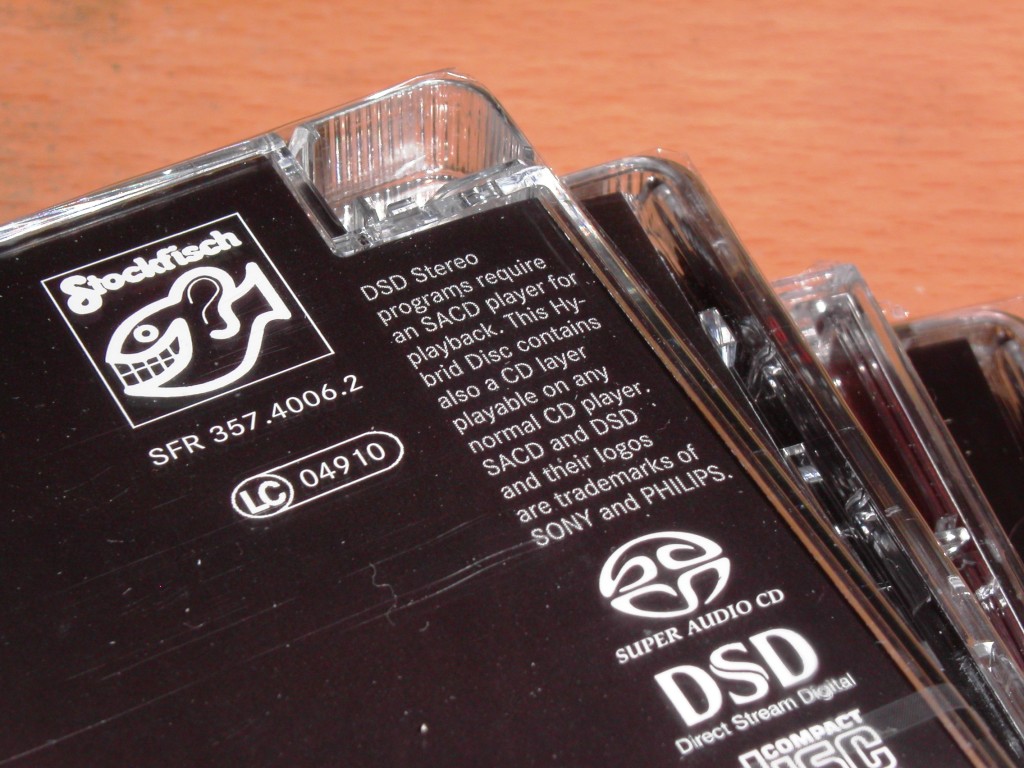 Stockfisch
SFR 357.4006.2
LC 04910
DSD Stereo
programs require
an SACD player for
playback. This Hy-
brid Disc contains
also a CD layer
playable on any
normal CD player.
SACD and DSD
and their logos
are trademarks of
SONY and PHILIPS.
SUPER AUDIO CD
DSD
Direct Stream Digital
COMPACT
disc